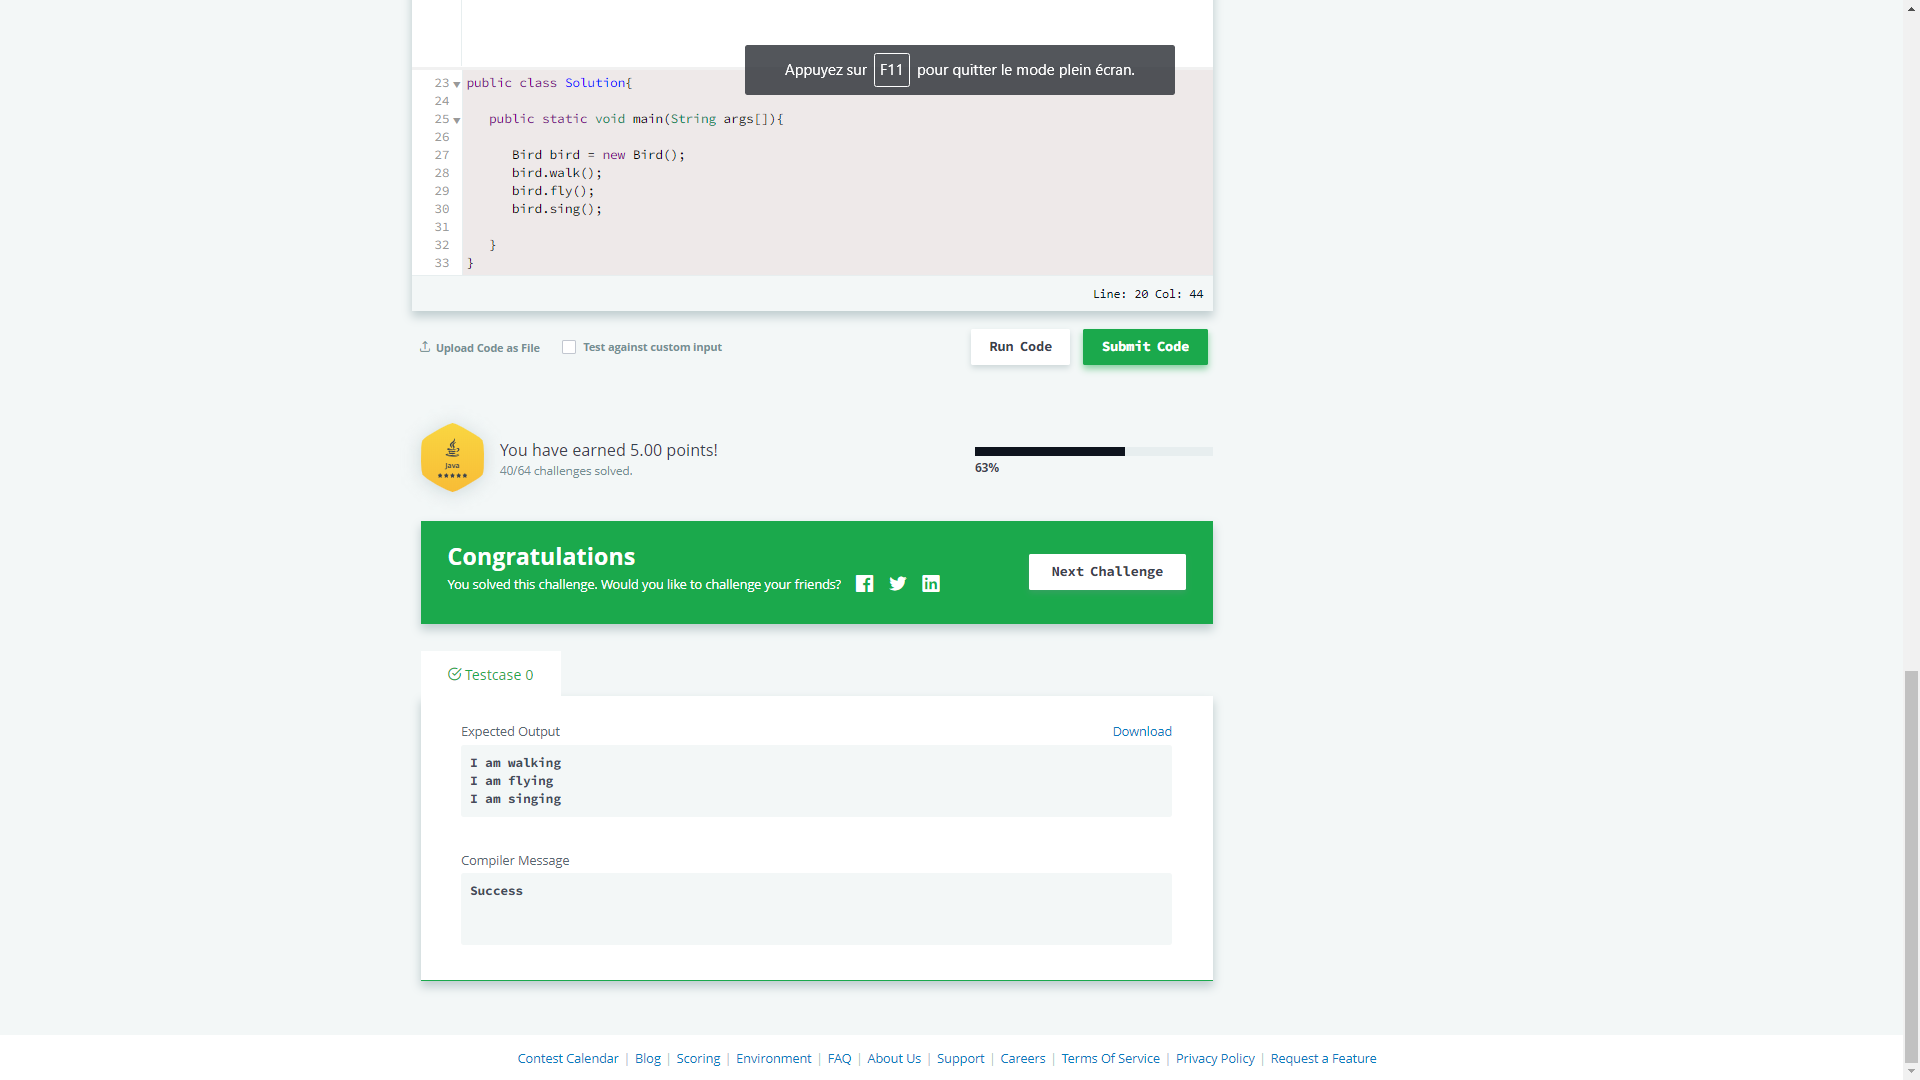 Appuyez sur F11 pour quitter le mode plein écran.
23 public class Solution{
24
25 public static void main(String args[]){
26
27 Bird bird = new Bird();
28 bird.walk();
29 bird.fly();
30 bird.sing();
31
32 }
33 }
Line: 20 Col: 44
Upload Code as File Test against custom input Run Code Submit Code
Java
You have earned 5.00 points!
40/64 challenges solved.
63%
Congratulations
You solved this challenge. Would you like to challenge your friends?
Next Challenge
Testcase 0
Expected Output Download
I am walking
I am flying
I am singing
Compiler Message
Success
Contest Calendar | Blog | Scoring | Environment | FAQ | About Us | Support | Careers | Terms Of Service | Privacy Policy | Request a Feature